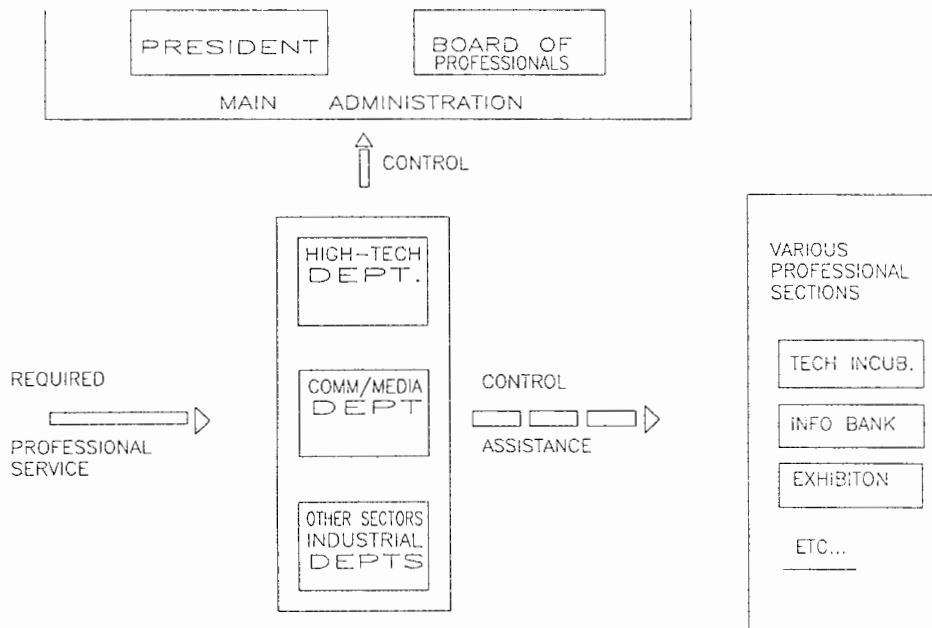 PRESIDENT
BOARD OF
PROFESSIONALS
MAIN ADMINISTRATION
CONTROL
HIGH-TECH
DEPT.
COMM/MEDIA
DEPT
OTHER SECTORS
INDUSTRIAL
DEPTS
REQUIRED
PROFESSIONAL
SERVICE
CONTROL
ASSISTANCE
VARIOUS
PROFESSIONAL
SECTIONS
TECH INCUB.
INFO BANK
EXHIBITON
ETC...